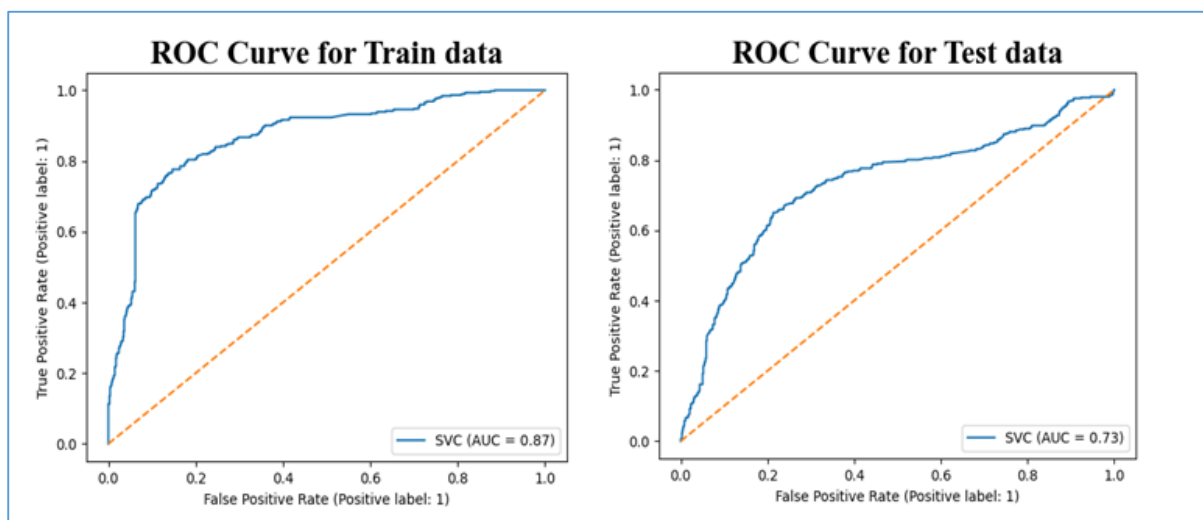 ROC Curve for Train data
1.0
0.8
0.6
0.4
0.2
0.0
True Positive Rate (Positive label: 1)
SVC (AUC = 0.87)
0.0 0.2 0.4 0.6 0.8 1.0
False Positive Rate (Positive label: 1)
ROC Curve for Test data
1.0
0.8
0.6
0.4
0.2
0.0
True Positive Rate (Positive label: 1)
SVC (AUC = 0.73)
0.0 0.2 0.4 0.6 0.8 1.0
False Positive Rate (Positive label: 1)